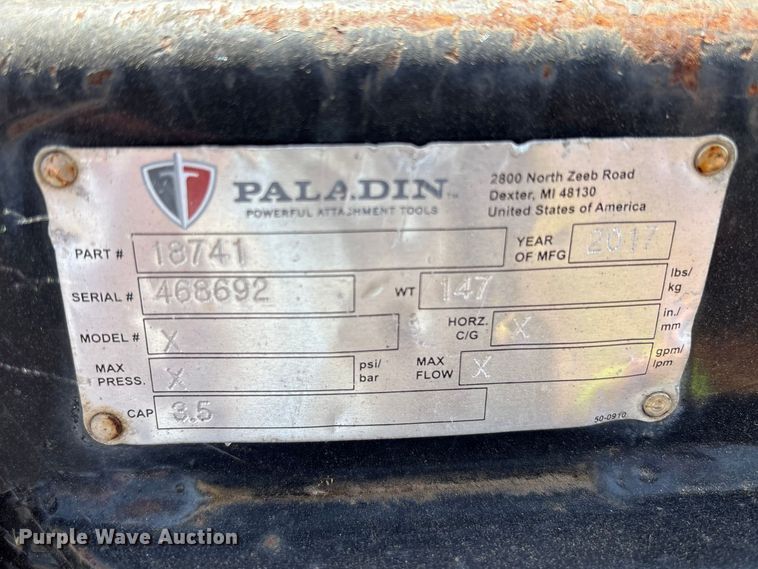 PALADIN™
POWERFUL ATTACHMENT TOOLS
2800 North Zeeb Road
Dexter, MI 48130
United States of America
PART # 18741 YEAR OF MFG 2017
SERIAL # 468692 WT 147 lbs/ kg
MODEL # X HORZ. C/G X in./ mm
MAX PRESS. X psi/ bar MAX FLOW X gpm/ lpm
CAP 3.5
50-0910
Purple Wave Auction